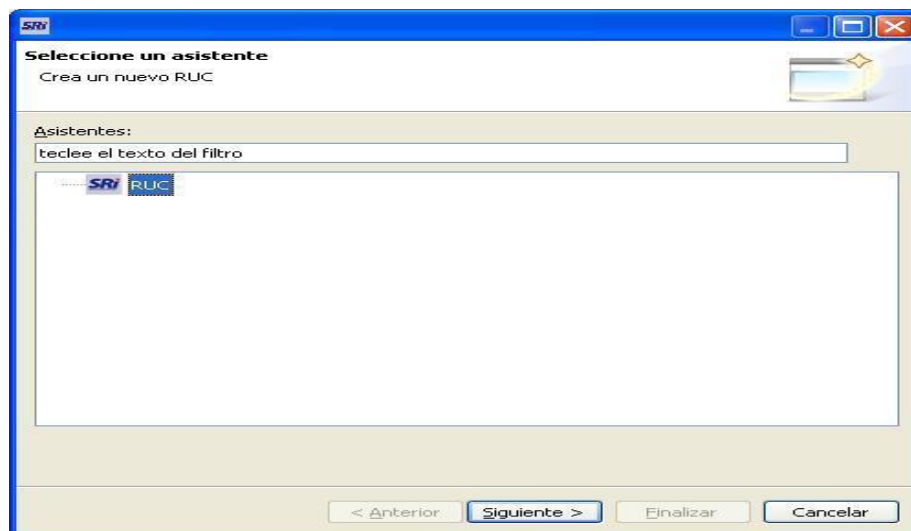 SRi
Seleccione un asistente
Crea un nuevo RUC
Asistentes:
teclee el texto del filtro
SRi RUC
< Anterior Siguiente > Finalizar Cancelar